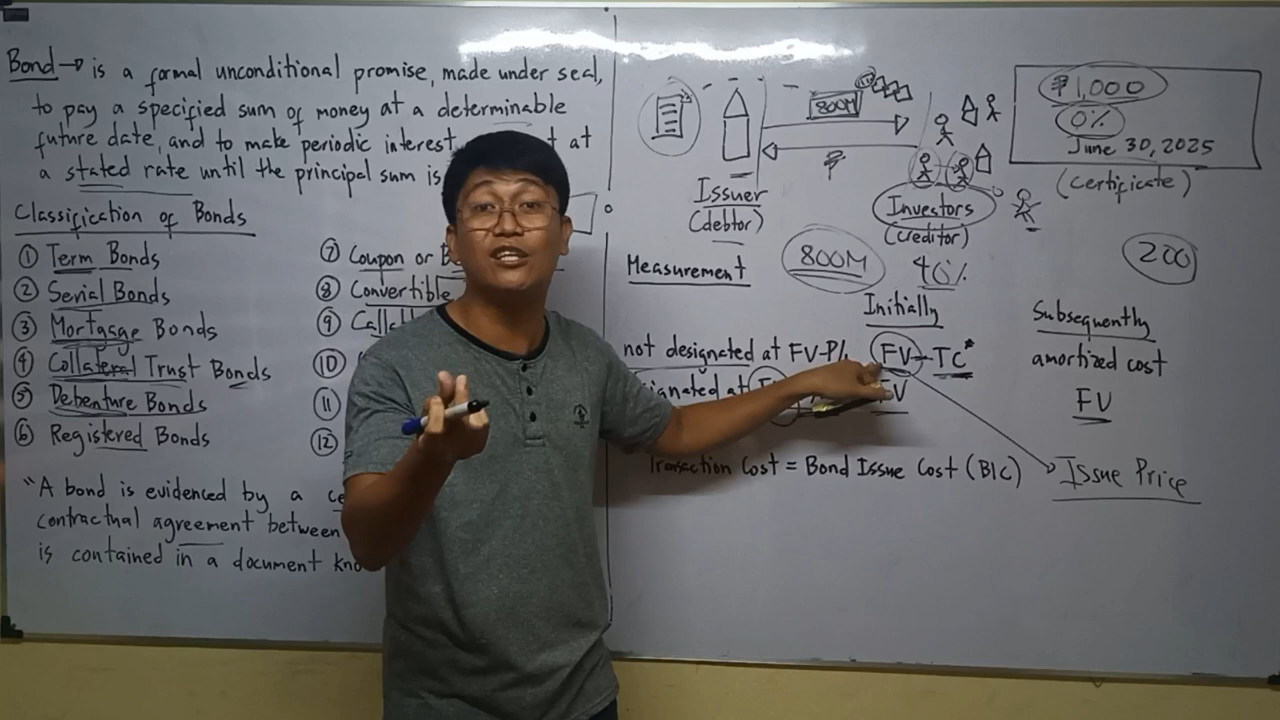 Bond → is a formal unconditional promise, made under seal,
to pay a specified sum of money at a determinable
future date, and to make periodic interest at
a stated rate until the principal sum is
Classification of Bonds
① Term Bonds
② Serial Bonds
③ Mortgage Bonds
④ Collateral Trust Bonds
⑤ Debenture Bonds
⑥ Registered Bonds
⑦ Coupon or
⑧ Convertible
⑨
⑩
⑪
⑫
"A bond is evidenced by a
contractual agreement between
is contained in a document
800M
₱
Issuer
(debtor)
Investors
(creditor)
₱1,000
0%
June 30, 2025
(certificate)
Measurement
800M
40%
200
Initially
Subsequently
not designated at FV-P/L
FV-TC*
amortized cost
at
FV
FV
Transaction Cost = Bond Issue Cost (BIC)
Issue Price